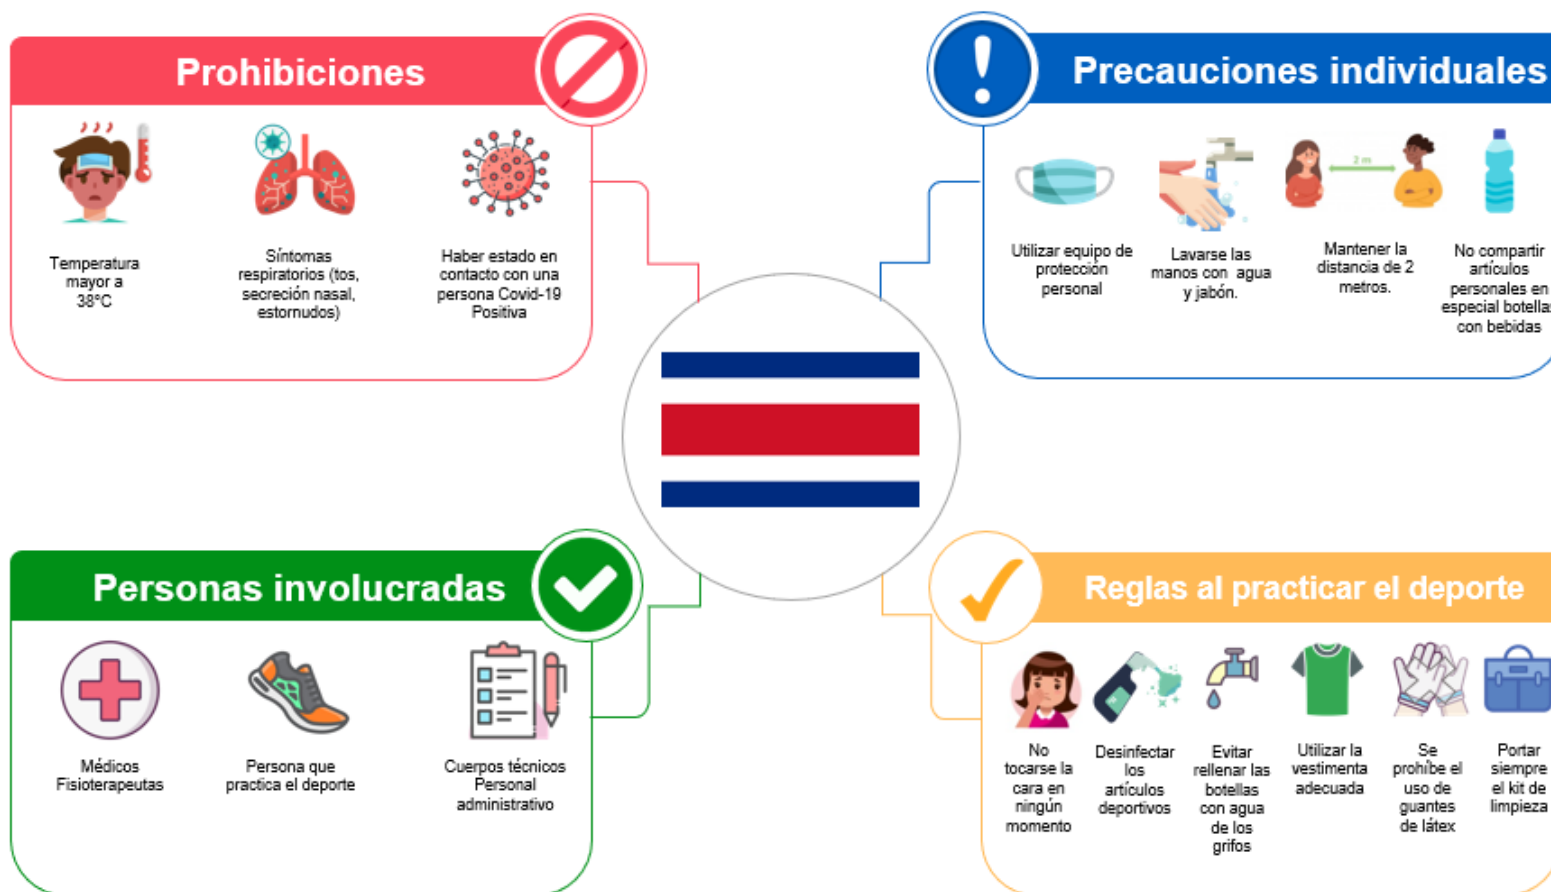 Prohibiciones
Temperatura
mayor a
38°C
Síntomas
respiratorios (tos,
secreción nasal,
estornudos)
Haber estado en
contacto con una
persona Covid-19
Positiva
Precauciones individuales
Utilizar equipo de
protección
personal
Lavarse las
manos con agua
y jabón.
2 m
Mantener la
distancia de 2
metros.
No compartir
artículos
personales en
especial botellas
con bebidas
Personas involucradas
Médicos
Fisioterapeutas
Persona que
practica el deporte
Cuerpos técnicos
Personal
administrativo
Reglas al practicar el deporte
No
tocarse la
cara en
ningún
momento
Desinfectar
los
artículos
deportivos
Evitar
rellenar las
botellas
con agua
de los
grifos
Utilizar la
vestimenta
adecuada
Se
prohíbe el
uso de
guantes
de látex
Portar
siempre
el kit de
limpieza